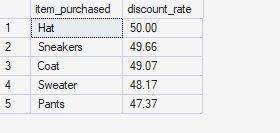 item_purchased discount_rate
1 Hat 50.00
2 Sneakers 49.66
3 Coat 49.07
4 Sweater 48.17
5 Pants 47.37